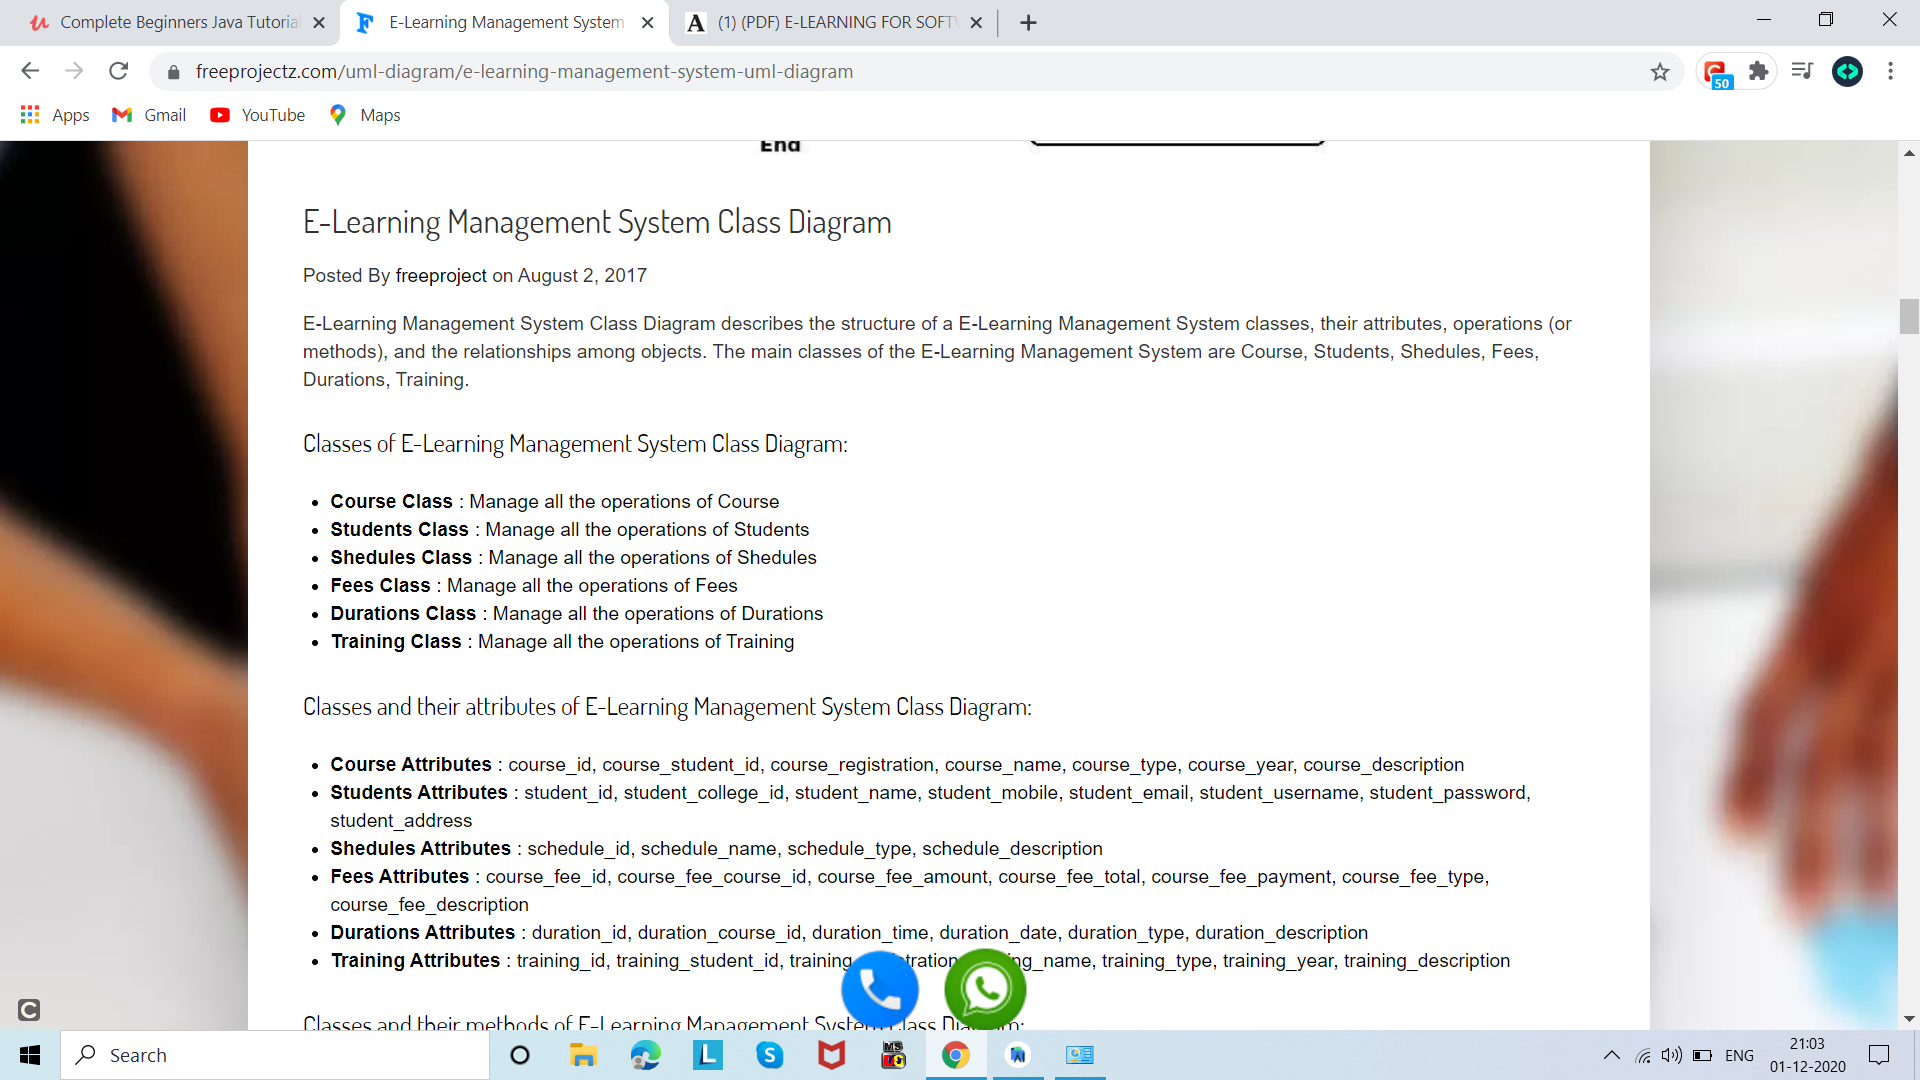 Complete Beginners Java Tutoria
E-Learning Management System
(1) (PDF) E-LEARNING FOR SOFT
freeprojectz.com/uml-diagram/e-learning-management-system-uml-diagram
50
Apps
Gmail
YouTube
Maps
End
E-Learning Management System Class Diagram
Posted By freeproject on August 2, 2017
E-Learning Management System Class Diagram describes the structure of a E-Learning Management System classes, their attributes, operations (or
methods), and the relationships among objects. The main classes of the E-Learning Management System are Course, Students, Shedules, Fees,
Durations, Training.
Classes of E-Learning Management System Class Diagram:
• Course Class : Manage all the operations of Course
• Students Class : Manage all the operations of Students
• Shedules Class : Manage all the operations of Shedules
• Fees Class : Manage all the operations of Fees
• Durations Class : Manage all the operations of Durations
• Training Class : Manage all the operations of Training
Classes and their attributes of E-Learning Management System Class Diagram:
• Course Attributes : course_id, course_student_id, course_registration, course_name, course_type, course_year, course_description
• Students Attributes : student_id, student_college_id, student_name, student_mobile, student_email, student_username, student_password,
student_address
• Shedules Attributes : schedule_id, schedule_name, schedule_type, schedule_description
• Fees Attributes : course_fee_id, course_fee_course_id, course_fee_amount, course_fee_total, course_fee_payment, course_fee_type,
course_fee_description
• Durations Attributes : duration_id, duration_course_id, duration_time, duration_date, duration_type, duration_description
• Training Attributes : training_id, training_student_id, training_ tration ng_name, training_type, training_year, training_description
Classes and their methods of E-Learning Management System Class Diagram:
Search
ENG
21:03
01-12-2020